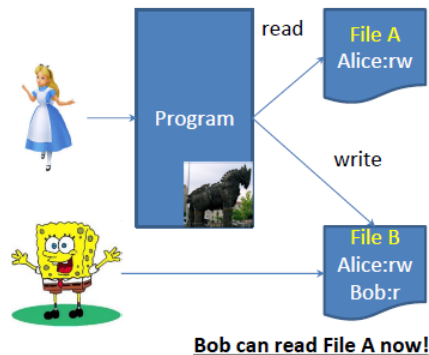 read
File A
Alice:rw
Program
write
File B
Alice:rw
Bob:r
Bob can read File A now!